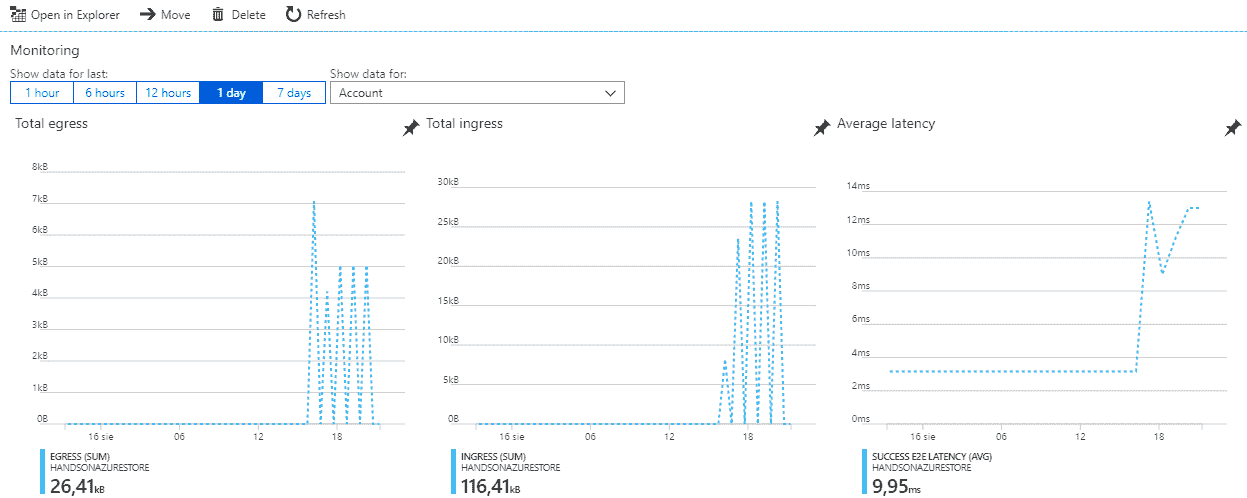 Open in Explorer Move Delete Refresh
Monitoring
Show data for last:
1 hour 6 hours 12 hours 1 day 7 days
Show data for:
Account
Total egress
8kB
7kB
6kB
5kB
4kB
3kB
2kB
1kB
0B
16 sie 06 12 18
EGRESS (SUM)
HANDSONAZURESTORE
26,41kB
Total ingress
30kB
25kB
20kB
15kB
10kB
5kB
0B
16 sie 06 12 18
INGRESS (SUM)
HANDSONAZURESTORE
116,41kB
Average latency
14ms
12ms
10ms
8ms
6ms
4ms
2ms
0ms
16 sie 06 12 18
SUCCESS E2E LATENCY (AVG)
HANDSONAZURESTORE
9,95ms